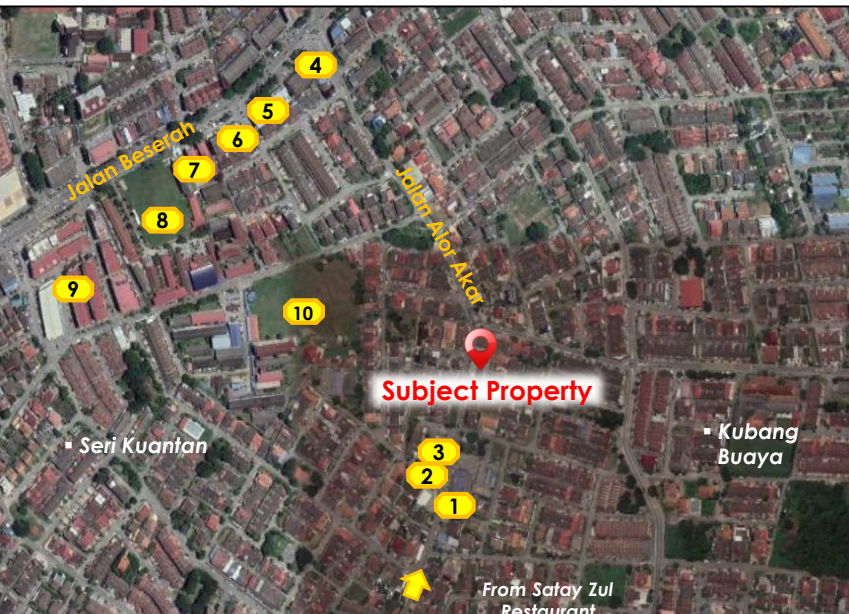 4
5
6
Jalan Beserah
7
Jalan Alor Akar
8
9
10
Subject Property
▪ Seri Kuantan
▪ Kubang
Buaya
3
2
1
From Satay Zul
Restaurant